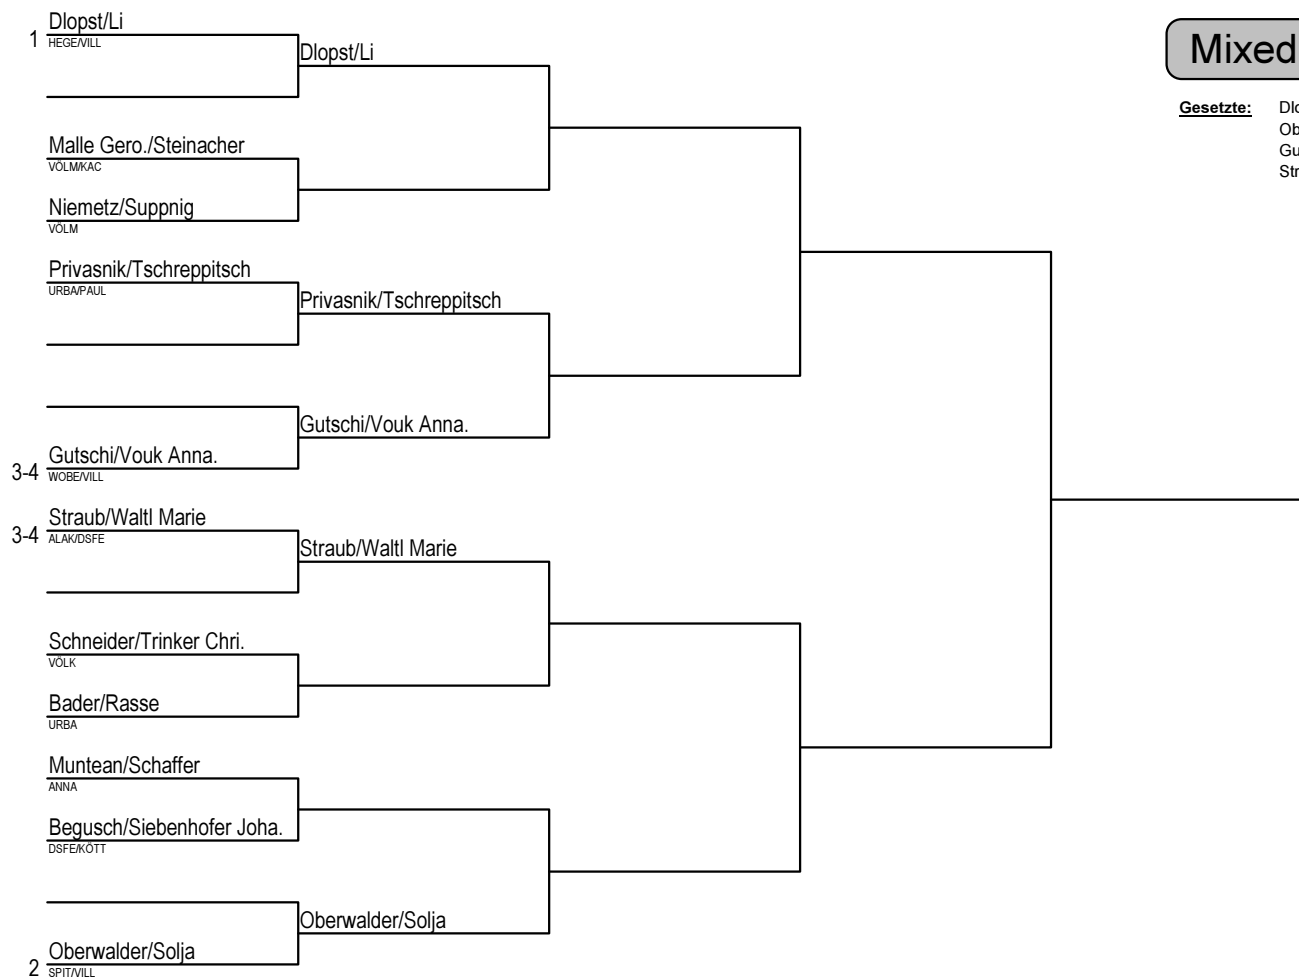 Dlopst/Li
1
HEGE/VILL
Dlopst/Li
Mixed
Gesetzte:
Malle Gero./Steinacher
VÖLM/KAC
Niemetz/Suppnig
VÖLM
Privasnik/Tschreppitsch
URBA/PAUL
Privasnik/Tschreppitsch
Gutschi/Vouk Anna.
Gutschi/Vouk Anna.
3-4
WOBE/VILL
Straub/Waltl Marie
3-4
ALAK/DSFE
Straub/Waltl Marie
Schneider/Trinker Chri.
VÖLK
Bader/Rasse
URBA
Muntean/Schaffer
ANNA
Begusch/Siebenhofer Joha.
DSFE/KÖTT
Oberwalder/Solja
Oberwalder/Solja
2
SPIT/VILL